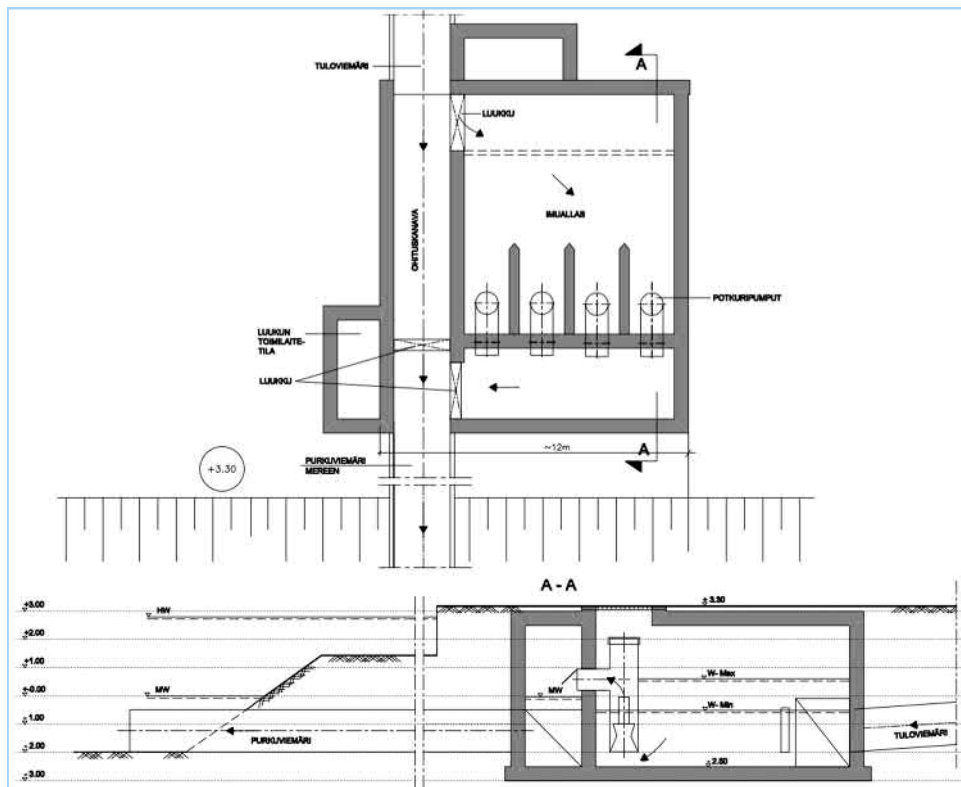 TULOVIEMÄRI
A
LUUKKU
OHITUSKANAVA
IMUALLAS
POTKURIPUMPUT
LUUKUN
TOIMILAITE-
TILA
LUUKKU
~12m
A
+3.30
PURKUVIEMÄRI
MEREEN
A - A
+3.00
HW
± 3.30
+2.00
+1.00
W- Max
+-0.00
MW
MW
W- Min
-1.00
PURKUVIEMÄRI
TULOVIEMÄRI
-2.00
-2.50
-3.00